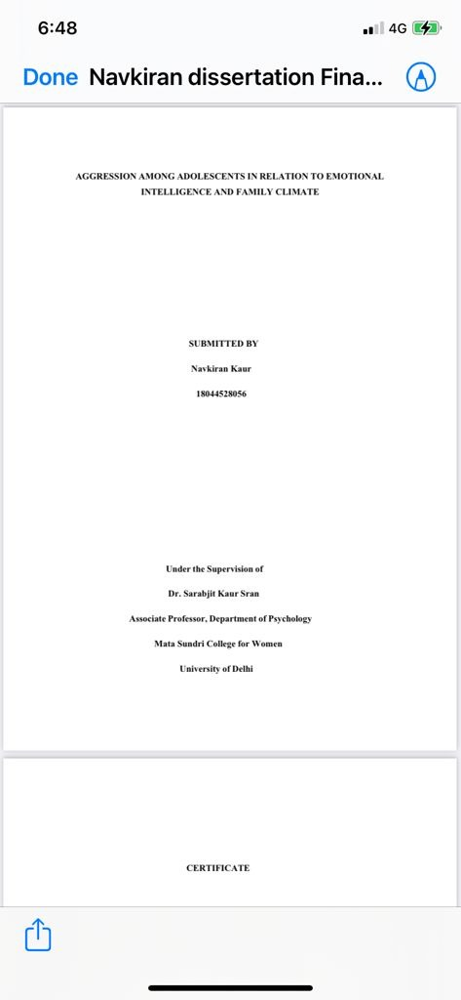 6:48
4G
Done Navkiran dissertation Fina...
AGGRESSION AMONG ADOLESCENTS IN RELATION TO EMOTIONAL
INTELLIGENCE AND FAMILY CLIMATE
SUBMITTED BY
Navkiran Kaur
18044528056
Under the Supervision of
Dr. Sarabjit Kaur Sran
Associate Professor, Department of Psychology
Mata Sundri College for Women
University of Delhi
CERTIFICATE